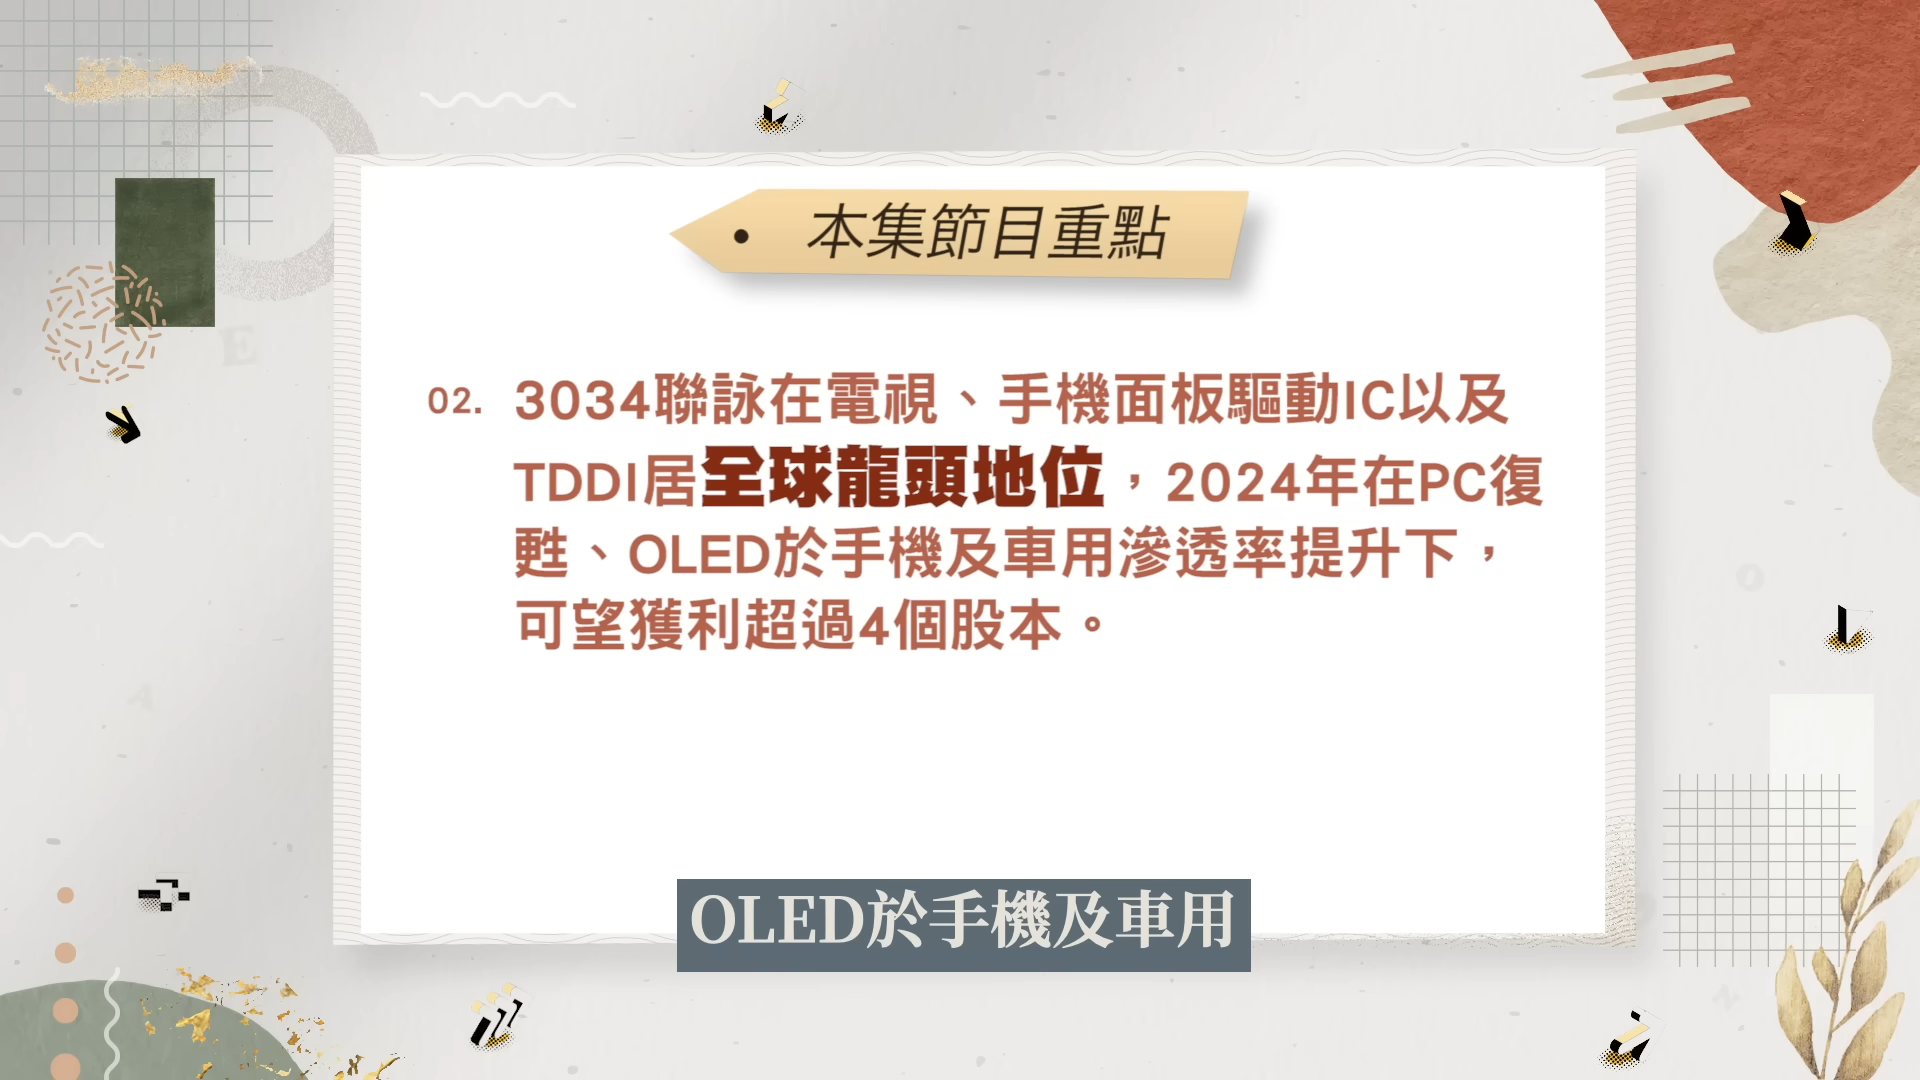 本集節目重點
02. 3034聯詠在電視、手機面板驅動IC以及
TDDI居全球龍頭地位，2024年在PC復
甦、OLED於手機及車用滲透率提升下，
可望獲利超過4個股本。
OLED於手機及車用